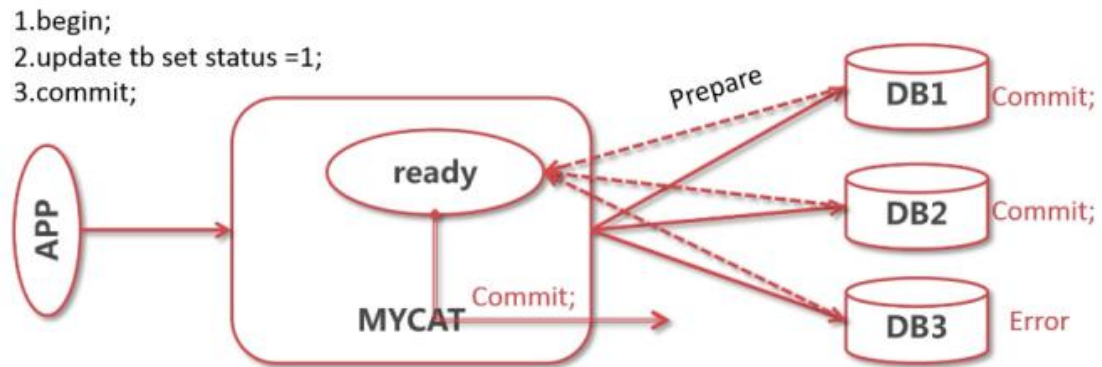 1.begin;
2.update tb set status =1;
3.commit;
APP
ready
MYCAT
Commit;
Prepare
DB1
Commit;
DB2
Commit;
DB3
Error